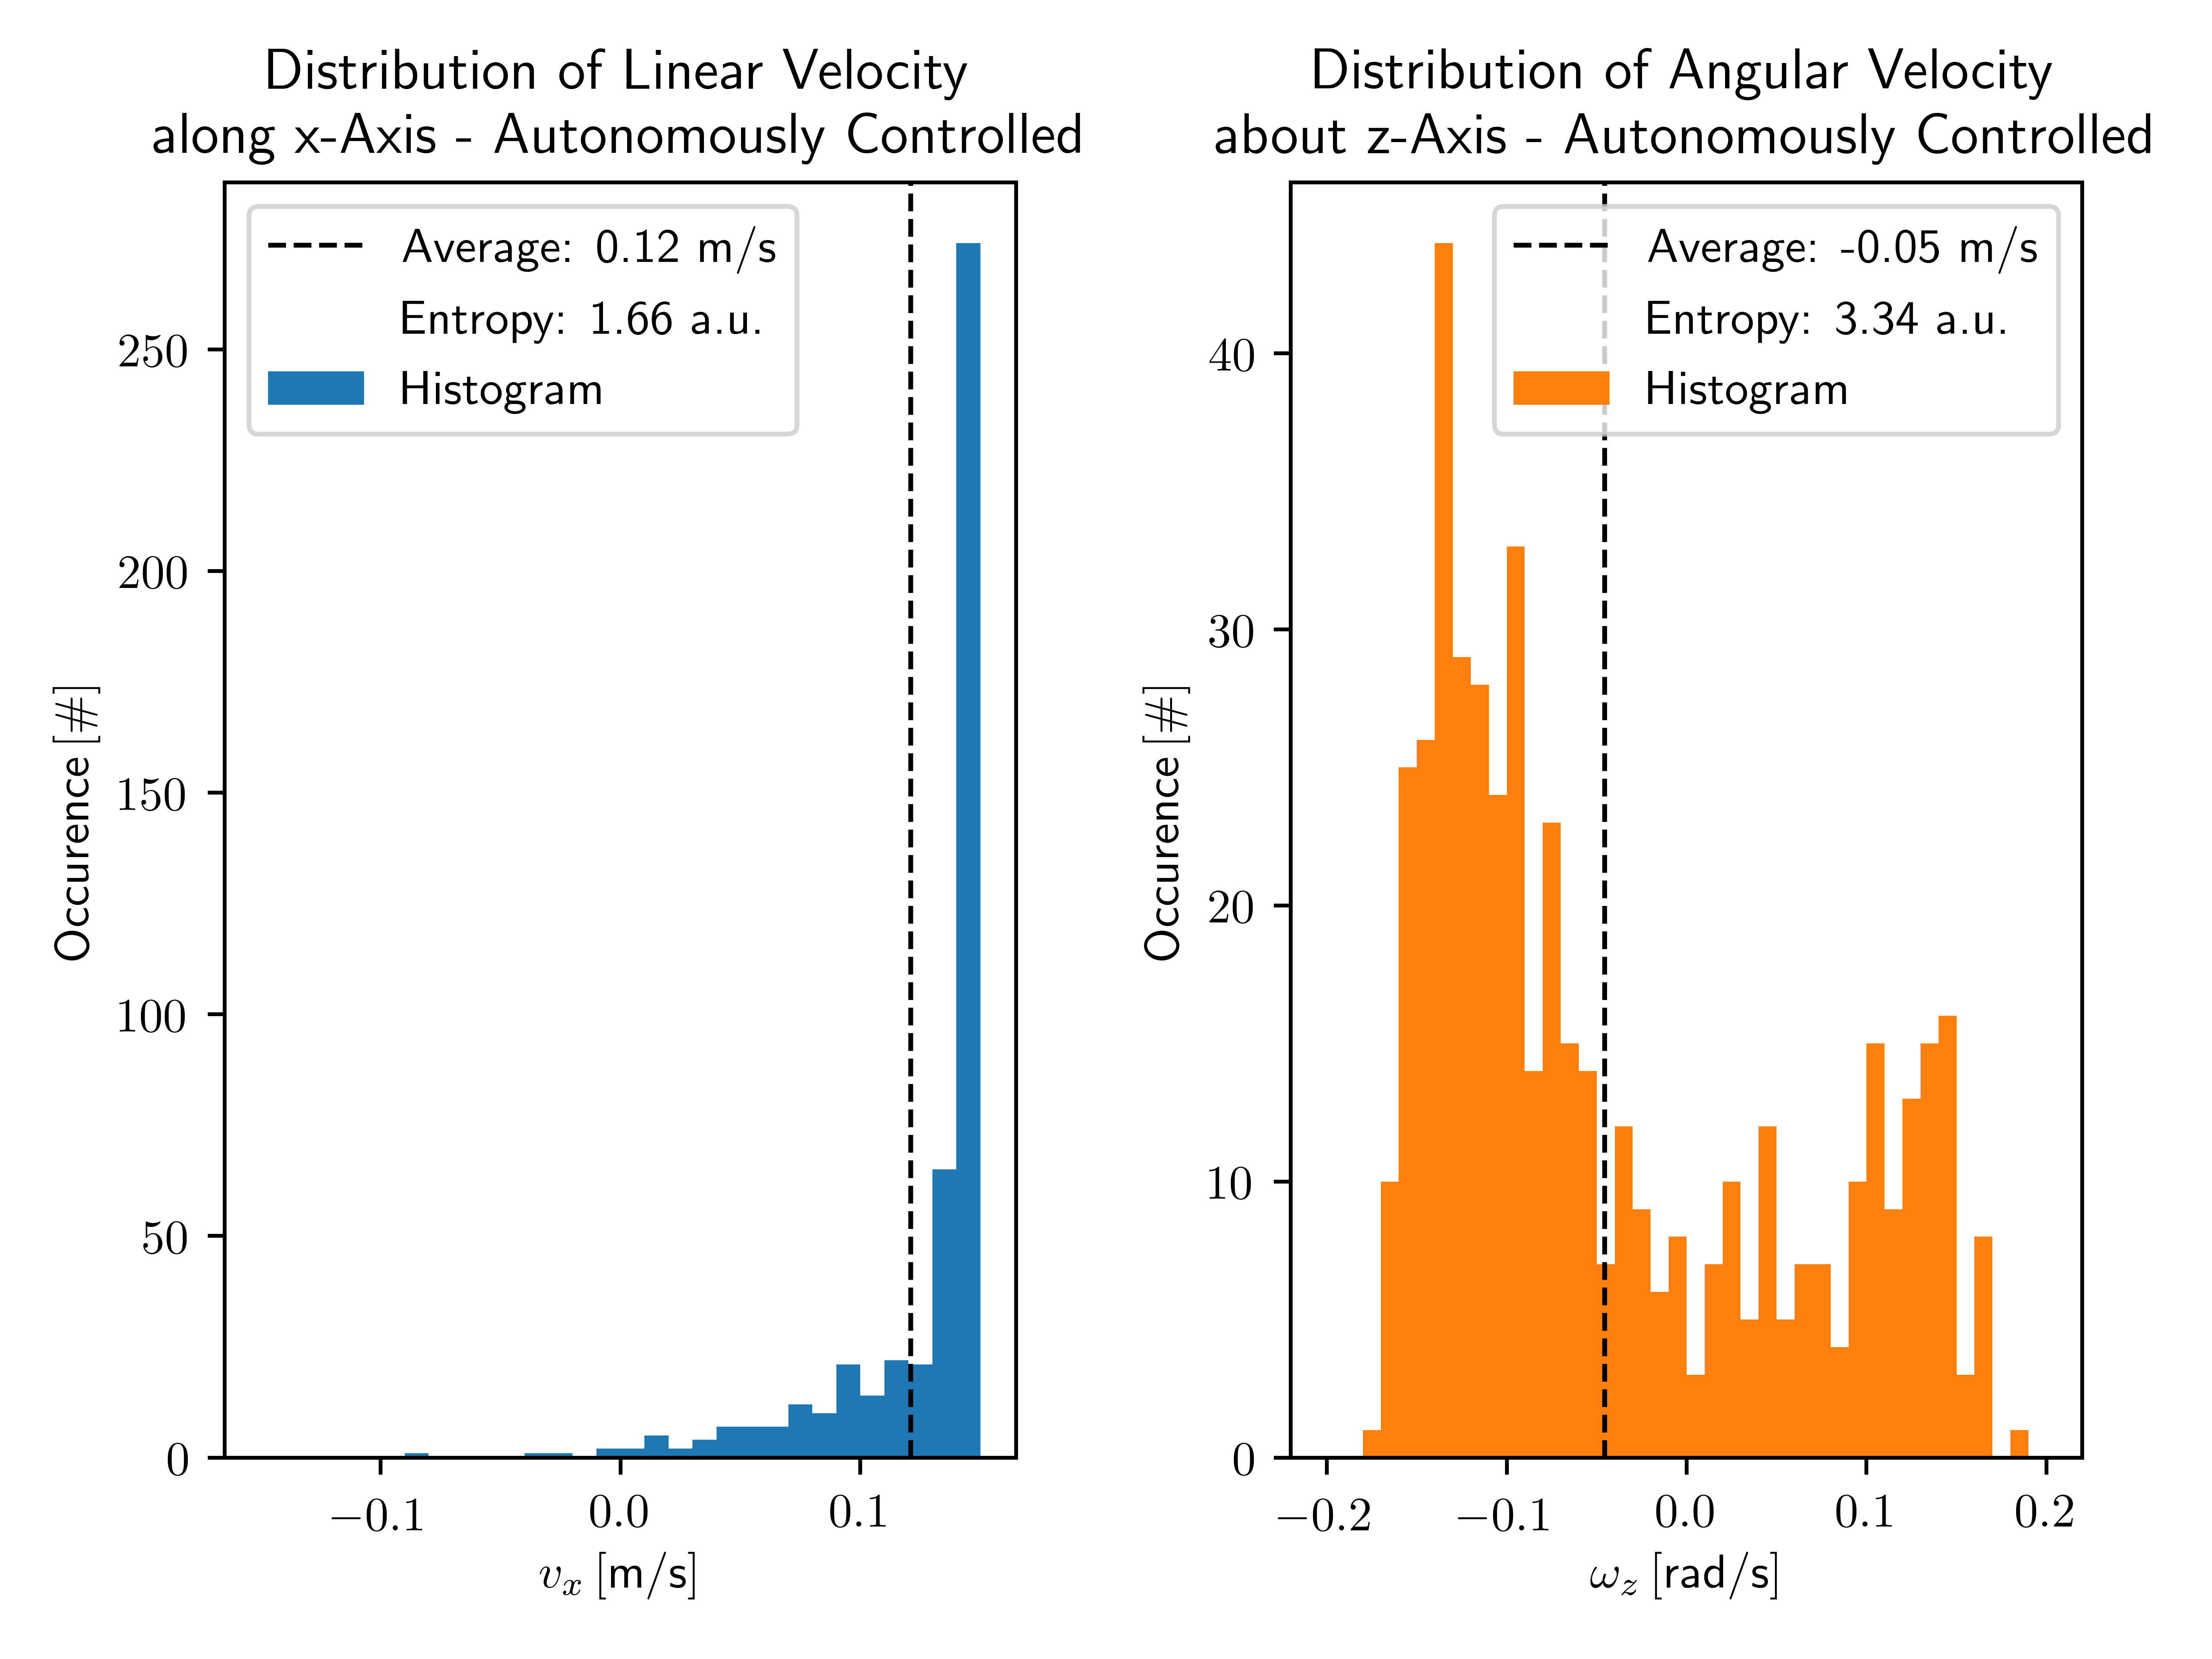 Distribution of Linear Velocity
along x-Axis - Autonomously Controlled
Average: 0.12 m/s
Entropy: 1.66 a.u.
Histogram
Occurence [#]
250
200
150
100
50
0
−0.1
0.0
0.1
v_x [m/s]
Distribution of Angular Velocity
about z-Axis - Autonomously Controlled
Average: -0.05 m/s
Entropy: 3.34 a.u.
Histogram
Occurence [#]
40
30
20
10
0
−0.2
−0.1
0.0
0.1
0.2
ω_z [rad/s]